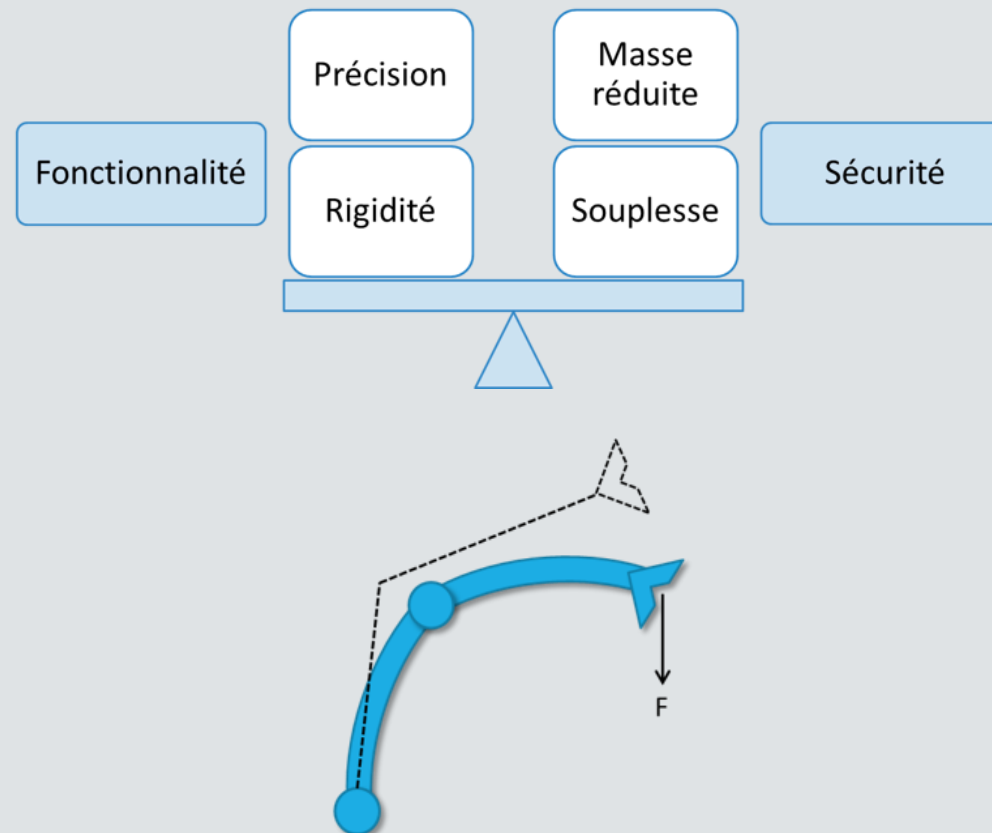 Précision
Masse
réduite
Fonctionnalité
Sécurité
Rigidité
Souplesse
F